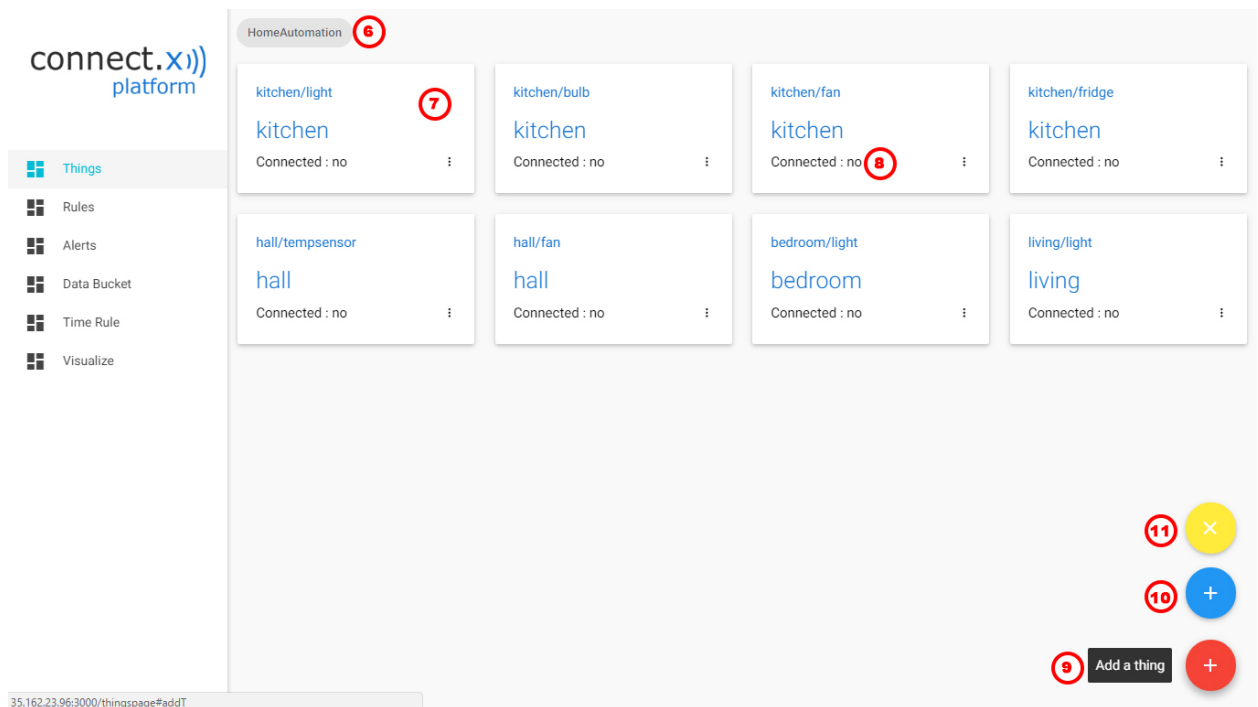 connect.x
platform
Things
Rules
Alerts
Data Bucket
Time Rule
Visualize
HomeAutomation 6
kitchen/light 7
kitchen
Connected : no
kitchen/bulb
kitchen
Connected : no
kitchen/fan
kitchen
Connected : no 8
kitchen/fridge
kitchen
Connected : no
hall/tempsensor
hall
Connected : no
hall/fan
hall
Connected : no
bedroom/light
bedroom
Connected : no
living/light
living
Connected : no
11
10
9 Add a thing
35.162.23.96:3000/thingspage#addT